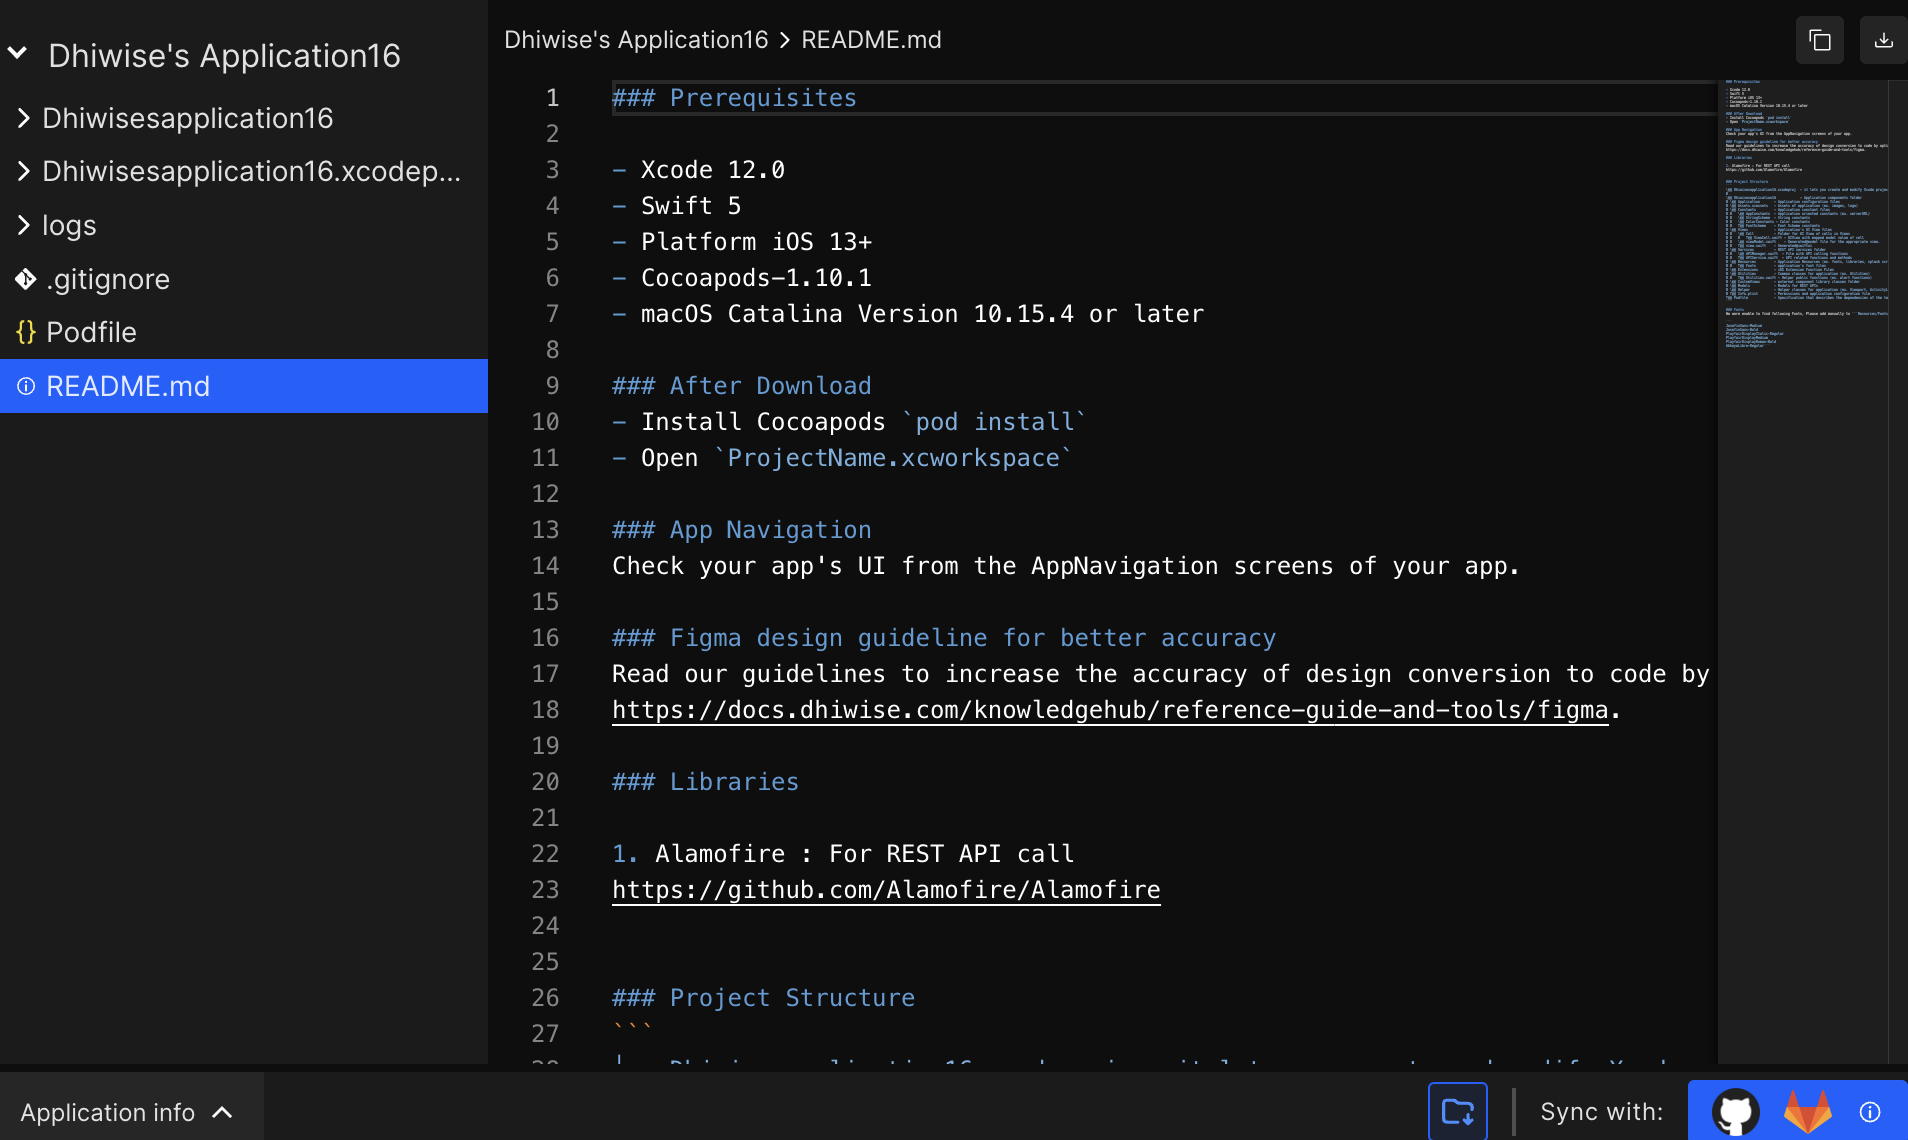 Dhiwise's Application16
Dhiwisesapplication16
Dhiwisesapplication16.xcodep...
logs
.gitignore
Podfile
README.md
Dhiwise's Application16 > README.md
1 ### Prerequisites
2
3 - Xcode 12.0
4 - Swift 5
5 - Platform iOS 13+
6 - Cocoapods-1.10.1
7 - macOS Catalina Version 10.15.4 or later
8
9 ### After Download
10 - Install Cocoapods `pod install`
11 - Open `ProjectName.xcworkspace`
12
13 ### App Navigation
14 Check your app's UI from the AppNavigation screens of your app.
15
16 ### Figma design guideline for better accuracy
17 Read our guidelines to increase the accuracy of design conversion to code by
18 https://docs.dhiwise.com/knowledgehub/reference-guide-and-tools/figma.
19
20 ### Libraries
21
22 1. Alamofire : For REST API call
23 https://github.com/Alamofire/Alamofire
24
25
26 ### Project Structure
27 ```
Application info
Sync with: